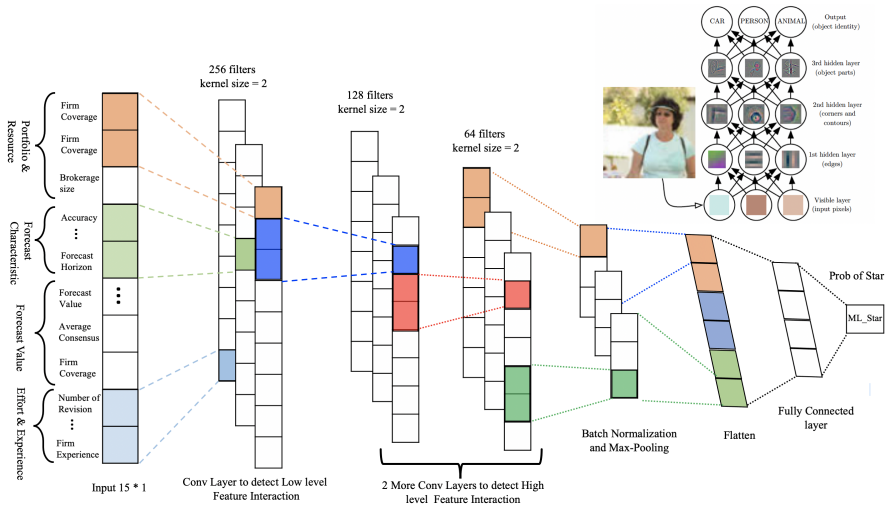 CAR
PERSON
ANIMAL
Output
(object identity)
3rd hidden layer
(object parts)
2nd hidden layer
(corners and
contours)
1st hidden layer
(edges)
Visible layer
(input pixels)
256 filters
kernel size = 2
128 filters
kernel size = 2
64 filters
kernel size = 2
Portfolio &
Resource
Firm
Coverage
Firm
Coverage
Brokerage
size
Forecast
Characteristic
Accuracy
...
Forecast
Horizon
Forecast Value
Forecast
Value
...
Average
Consensus
Firm
Coverage
Effort & Experience
Number of
Revision
...
Firm
Experience
Prob of Star
ML_Star
Input 15 * 1
Conv Layer to detect Low level
Feature Interaction
2 More Conv Layers to detect High
level Feature Interaction
Batch Normalization
and Max-Pooling
Flatten
Fully Connected
layer